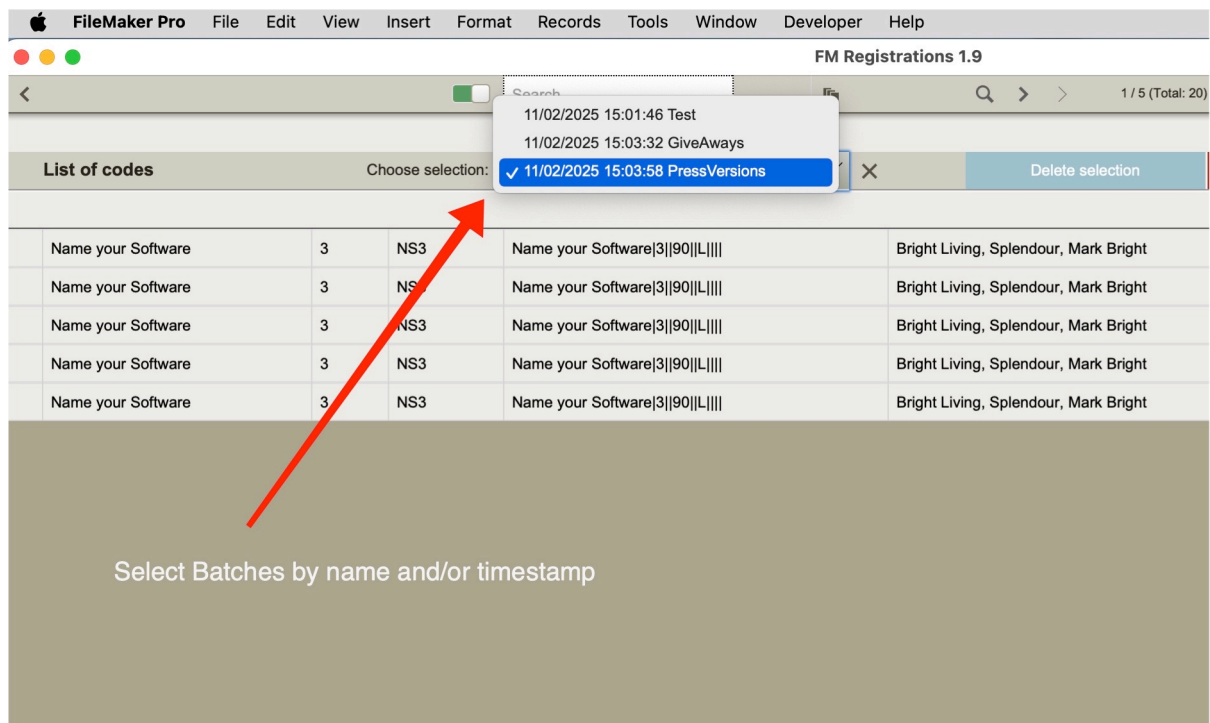 FileMaker Pro File Edit View Insert Format Records Tools Window Developer Help
FM Registrations 1.9
Search
1 / 5 (Total: 20)
11/02/2025 15:01:46 Test
11/02/2025 15:03:32 GiveAways
List of codes Choose selection: ✓ 11/02/2025 15:03:58 PressVersions Delete selection
Name your Software 3 NS3 Name your Software|3||90||L|||| Bright Living, Splendour, Mark Bright
Name your Software 3 NS3 Name your Software|3||90||L|||| Bright Living, Splendour, Mark Bright
Name your Software 3 NS3 Name your Software|3||90||L|||| Bright Living, Splendour, Mark Bright
Name your Software 3 NS3 Name your Software|3||90||L|||| Bright Living, Splendour, Mark Bright
Name your Software 3 NS3 Name your Software|3||90||L|||| Bright Living, Splendour, Mark Bright
Select Batches by name and/or timestamp